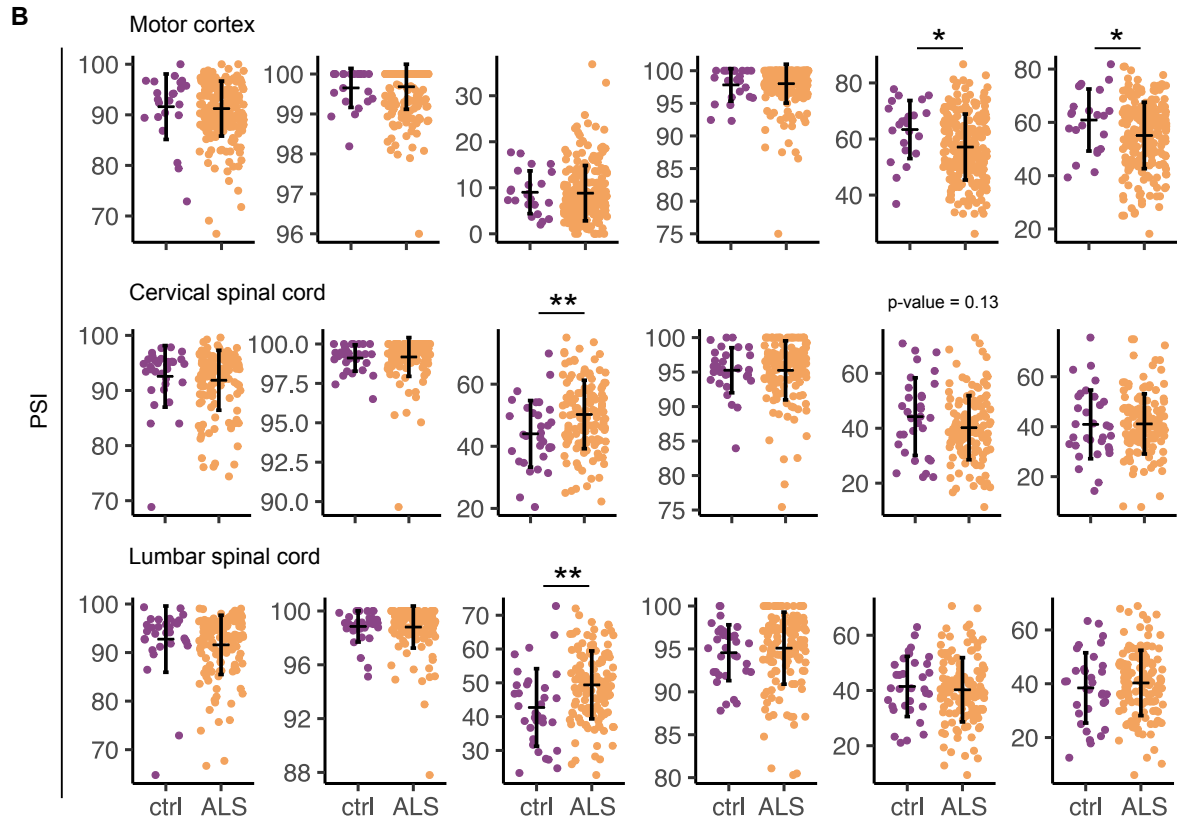 B
Motor cortex
* *
100 100 30 100 80 80
90 99 20 95 60 60
80 98 10 90 40 40
70 97 0 85 20
96 80
75
Cervical spinal cord
** p-value = 0.13
100 100.0 60 100 60 60
90 97.5 40 95 40 40
80 95.0 20 90 20 20
70 92.5 85
90.0 80
75
PSI
Lumbar spinal cord
**
100 100 70 100 60 60
90 96 60 95 40 40
80 92 50 90 20 20
70 88 40 85
30 80
ctrl ALS ctrl ALS ctrl ALS ctrl ALS ctrl ALS ctrl ALS